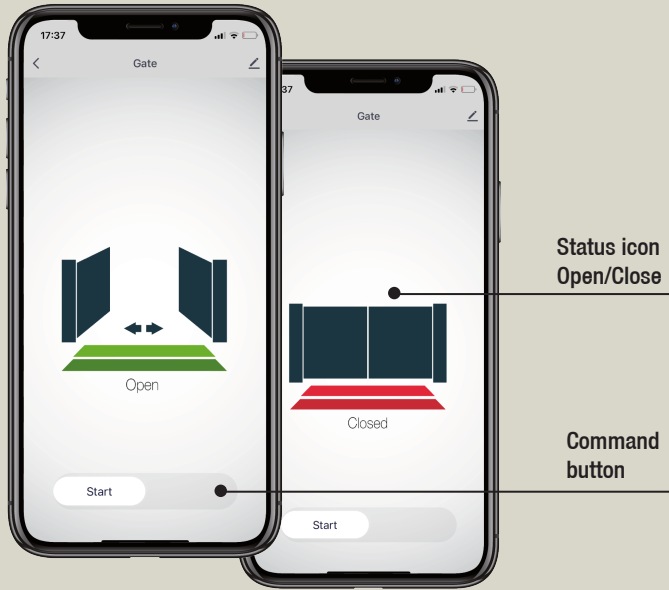 17:37
Gate
Open
Start
37
Gate
Closed
Start
Status icon
Open/Close
Command
button